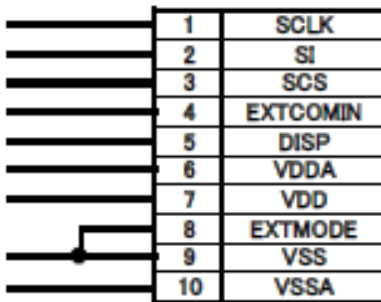 1 SCLK
2 SI
3 SCS
4 EXTCOMIN
5 DISP
6 VDDA
7 VDD
8 EXTMODE
9 VSS
10 VSSA